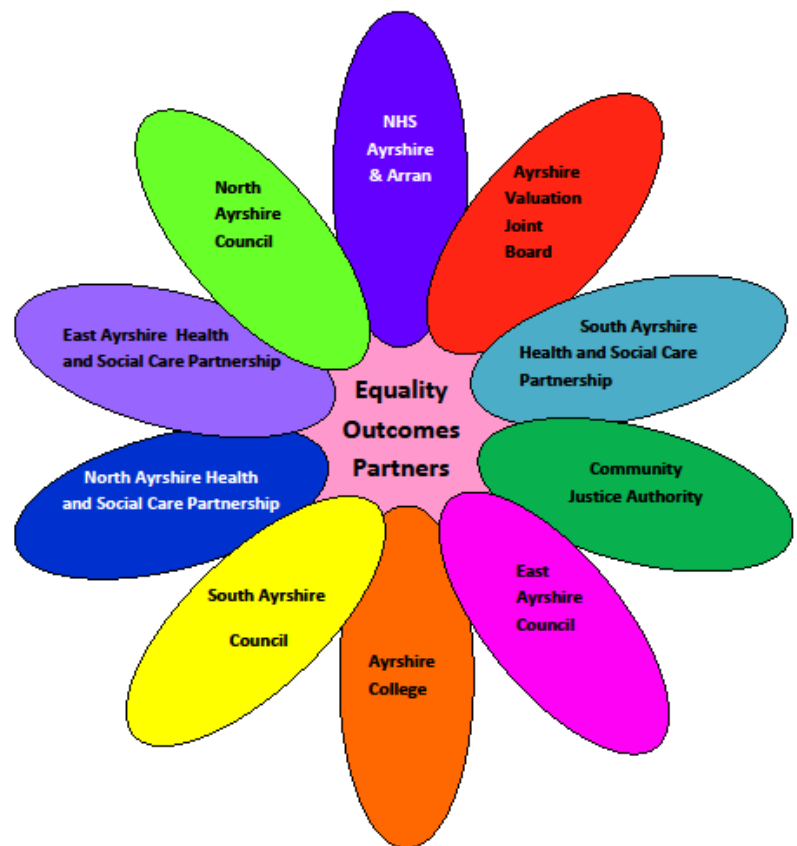 NHS
Ayrshire
& Arran
Ayrshire
Valuation
Joint
Board
South Ayrshire
Health and Social Care
Partnership
Community
Justice Authority
East
Ayrshire
Council
Ayrshire
College
South Ayrshire
Council
North Ayrshire Health
and Social Care Partnership
East Ayrshire Health
and Social Care Partnership
North
Ayrshire
Council
Equality
Outcomes
Partners